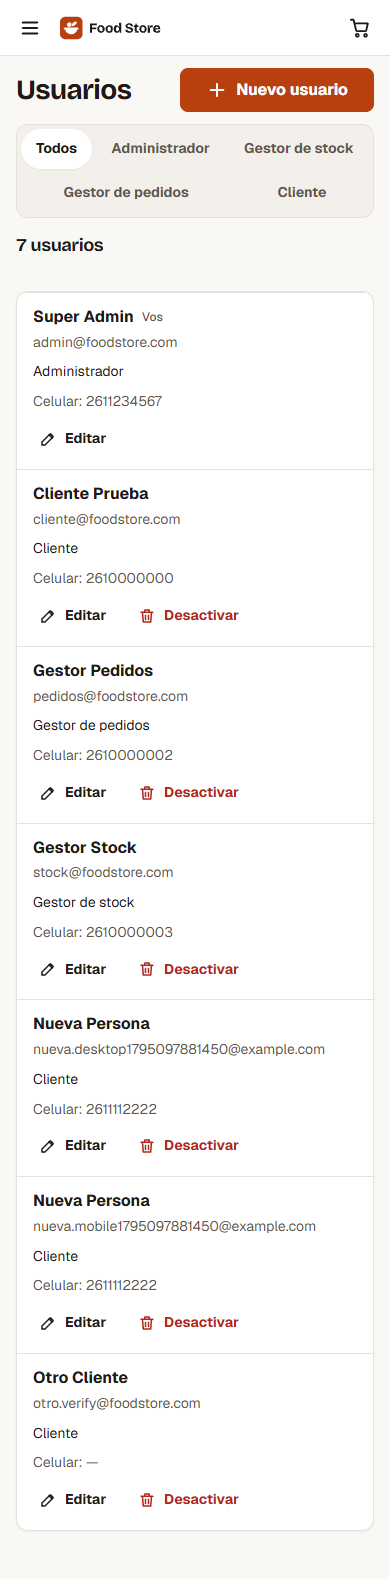 Food Store
Usuarios
Nuevo usuario
Todos
Administrador
Gestor de stock
Gestor de pedidos
Cliente
7 usuarios
Super Admin Vos
admin@foodstore.com
Administrador
Celular: 2611234567
Editar
Cliente Prueba
cliente@foodstore.com
Cliente
Celular: 2610000000
Editar
Desactivar
Gestor Pedidos
pedidos@foodstore.com
Gestor de pedidos
Celular: 2610000002
Editar
Desactivar
Gestor Stock
stock@foodstore.com
Gestor de stock
Celular: 2610000003
Editar
Desactivar
Nueva Persona
nueva.desktop1795097881450@example.com
Cliente
Celular: 2611112222
Editar
Desactivar
Nueva Persona
nueva.mobile1795097881450@example.com
Cliente
Celular: 2611112222
Editar
Desactivar
Otro Cliente
otro.verify@foodstore.com
Cliente
Celular: —
Editar
Desactivar